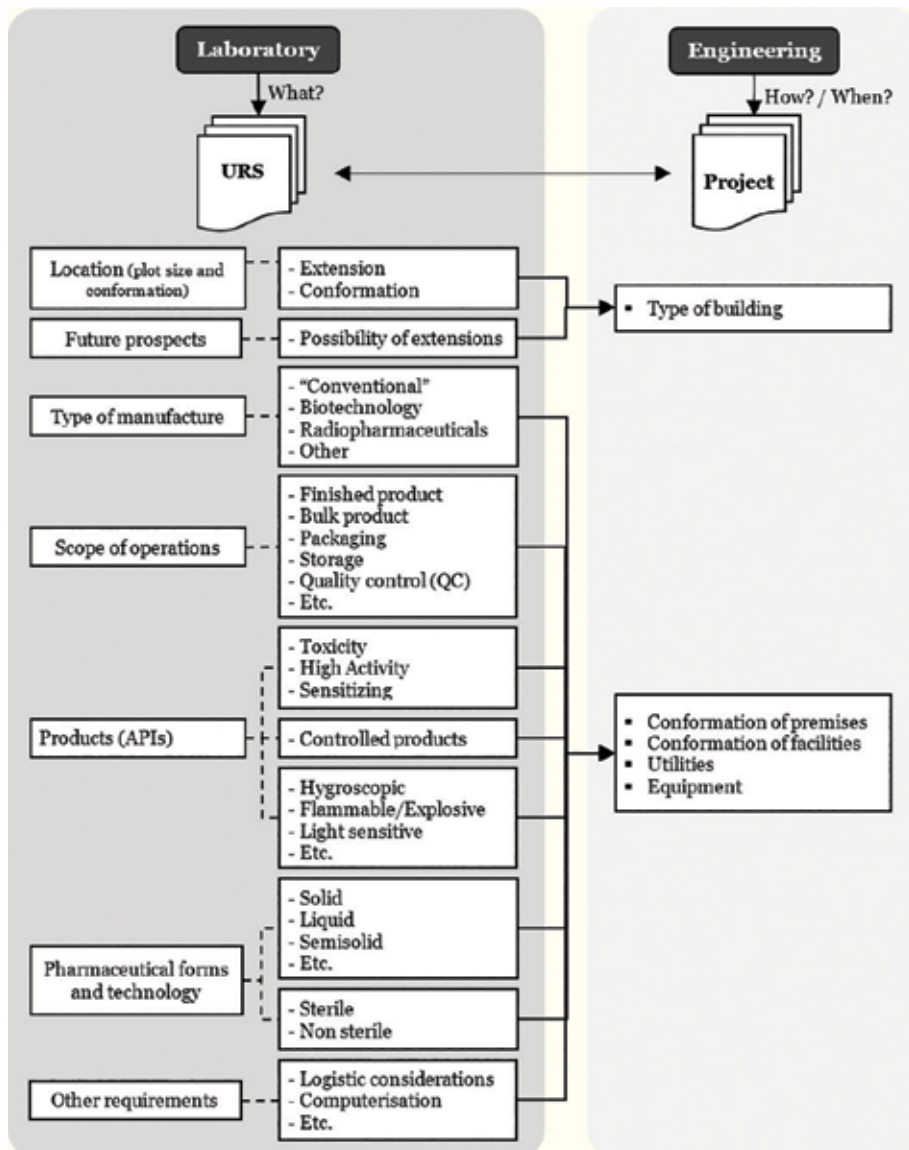 Laboratory
Engineering
What?
How? / When?
URS
Project
Location (plot size and
conformation)
- Extension
- Conformation
▪ Type of building
Future prospects
- Possibility of extensions
Type of manufacture
- “Conventional”
- Biotechnology
- Radiopharmaceuticals
- Other
Scope of operations
- Finished product
- Bulk product
- Packaging
- Storage
- Quality control (QC)
- Etc.
Products (APIs)
- Toxicity
- High Activity
- Sensitizing
- Controlled products
- Hygroscopic
- Flammable/Explosive
- Light sensitive
- Etc.
▪ Conformation of premises
▪ Conformation of facilities
▪ Utilities
▪ Equipment
Pharmaceutical forms
and technology
- Solid
- Liquid
- Semisolid
- Etc.
- Sterile
- Non sterile
Other requirements
- Logistic considerations
- Computerisation
- Etc.